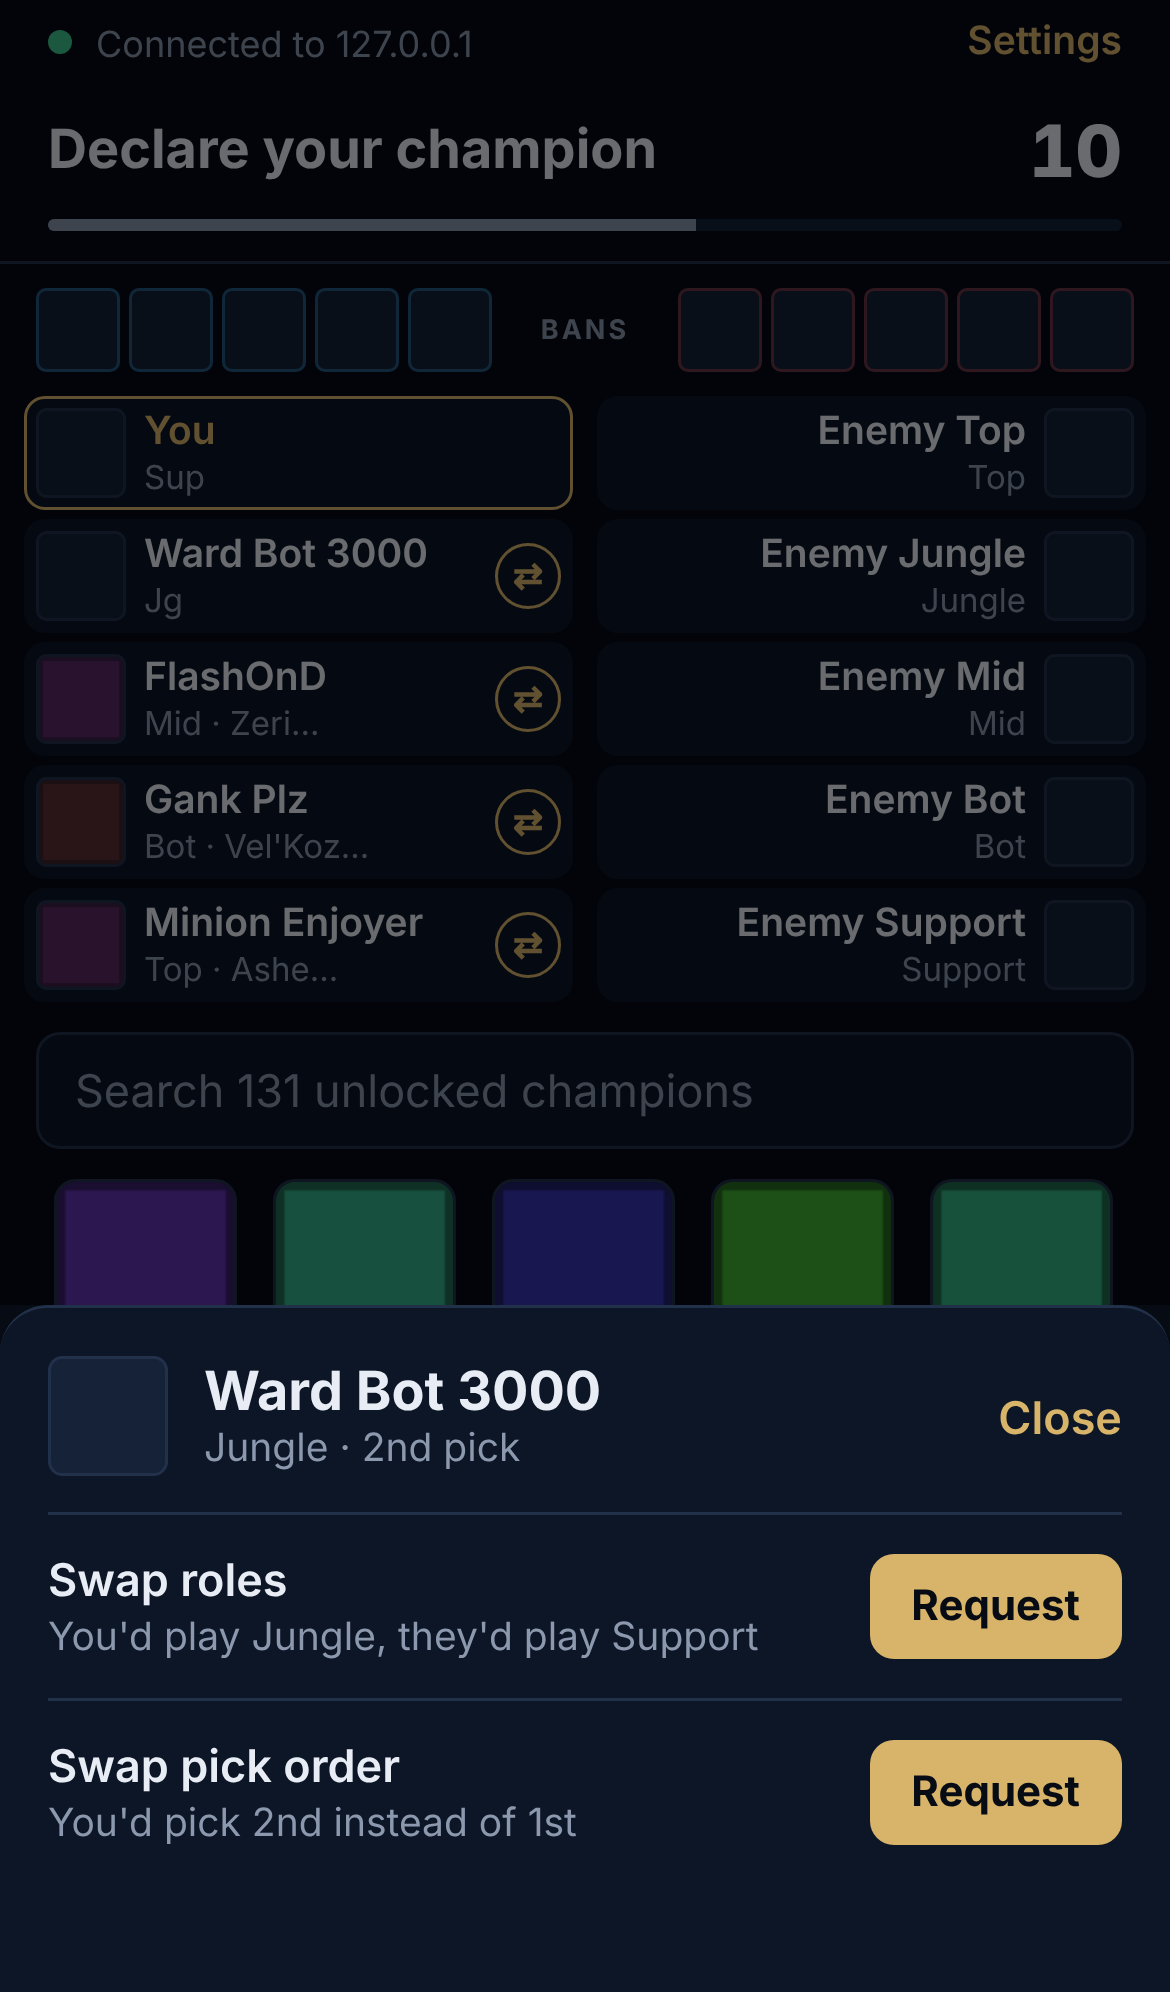 Connected to 127.0.0.1
Settings
Declare your champion
10
BANS
You
Sup
Enemy Top
Top
Ward Bot 3000
Jg
Enemy Jungle
Jungle
FlashOnD
Mid · Zeri...
Enemy Mid
Mid
Gank Plz
Bot · Vel'Koz...
Enemy Bot
Bot
Minion Enjoyer
Top · Ashe...
Enemy Support
Support
Search 131 unlocked champions
Ward Bot 3000
Jungle · 2nd pick
Close
Swap roles
You'd play Jungle, they'd play Support
Request
Swap pick order
You'd pick 2nd instead of 1st
Request